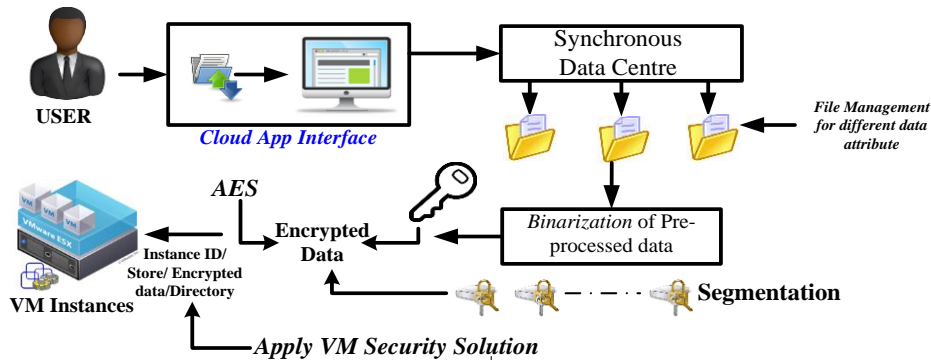 USER
Cloud App Interface
Synchronous
Data Centre
File Management
for different data
attribute
AES
Encrypted
Data
Binarization of Pre-
processed data
VM
VM
VM
VMware ESX
Instance ID/
Store/ Encrypted
data/Directory
VM Instances
Segmentation
Apply VM Security Solution